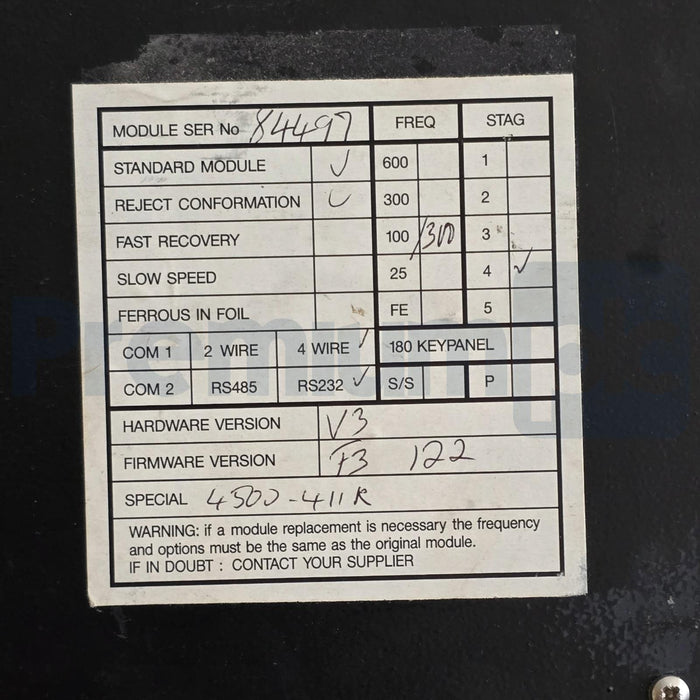 MODULE SER No 84497 FREQ STAG
STANDARD MODULE ✓ 600 1
REJECT CONFORMATION ✓ 300 2
FAST RECOVERY 100 /300 3
SLOW SPEED 25 4 ✓
FERROUS IN FOIL FE 5
COM 1 2 WIRE 4 WIRE ✓ 180 KEYPANEL
COM 2 RS485 RS232 ✓ S/S P
HARDWARE VERSION V3
FIRMWARE VERSION F3 122
SPECIAL 4500-411R
WARNING: if a module replacement is necessary the frequency
and options must be the same as the original module.
IF IN DOUBT : CONTACT YOUR SUPPLIER
Premium